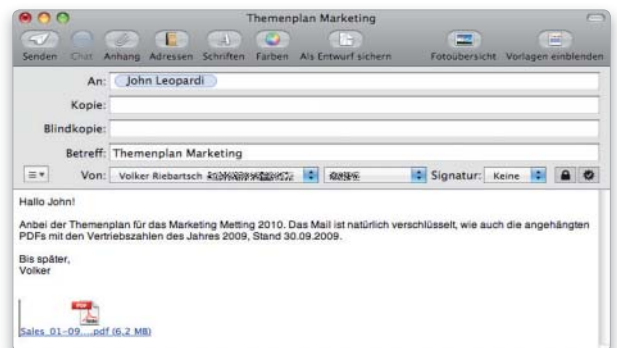 Themenplan Marketing
Senden Chat Anhang Adressen Schriften Farben Als Entwurf sichern Fotoübersicht Vorlagen einblenden
An: John Leopardi
Kopie:
Blindkopie:
Betreff: Themenplan Marketing
Von: Volker Riebartsch Signatur: Keine
Hallo John!
Anbei der Themenplan für das Marketing Metting 2010. Das Mail ist natürlich verschlüsselt, wie auch die angehängten
PDFs mit den Vertriebszahlen des Jahres 2009, Stand 30.09.2009.
Bis später,
Volker
PDF
Sales_01-09....pdf (6,2 MB)